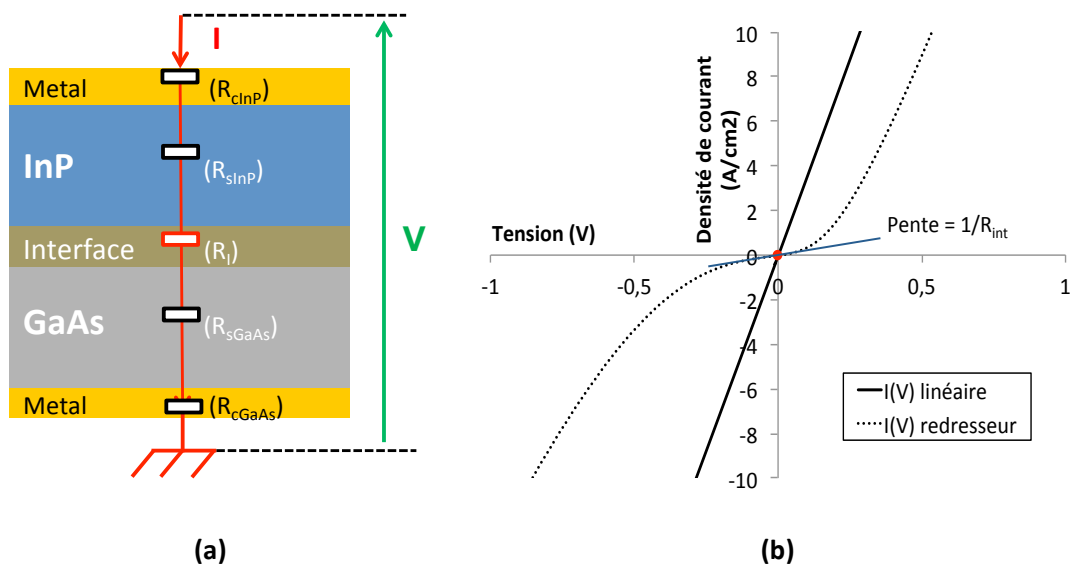 I
Metal
(RcInP)
InP
(RsInP)
Interface
(RI)
GaAs
(RsGaAs)
Metal
(RcGaAs)
V
(a)
Densité de courant
(A/cm2)
Tension (V)
10
8
6
4
2
0
-2
-4
-6
-8
-10
-1
-0,5
0
0,5
1
Pente = 1/Rint
I(V) linéaire
I(V) redresseur
(b)